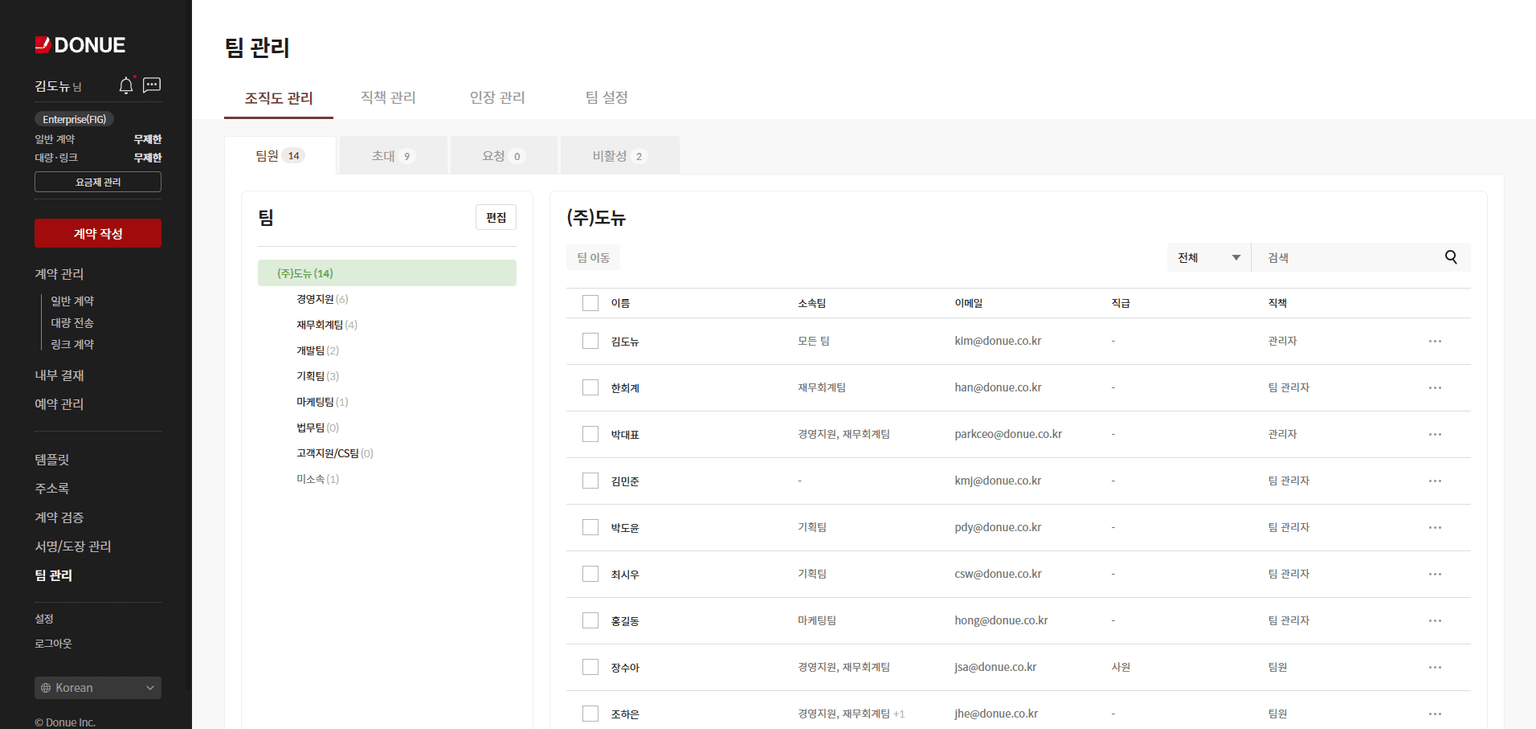 DONUE
김도뉴 님
Enterprise(FIG)
일반 계약 무제한
대량·링크 무제한
요금제 관리
계약 작성
계약 관리
일반 계약
대량 전송
링크 계약
내부 결재
예약 관리
템플릿
주소록
계약 검증
서명/도장 관리
팀 관리
설정
로그아웃
Korean
© Donue Inc.
팀 관리
조직도 관리 직책 관리 인장 관리 팀 설정
팀원 14 초대 9 요청 0 비활성 2
팀 편집
(주)도뉴 (14)
경영지원 (6)
재무회계팀 (4)
개발팀 (2)
기획팀 (3)
마케팅팀 (1)
법무팀 (0)
고객지원/CS팀 (0)
미소속 (1)
(주)도뉴
팀 이동 전체 검색
이름 소속팀 이메일 직급 직책
김도뉴 모든 팀 kim@donue.co.kr - 관리자
한회계 재무회계팀 han@donue.co.kr - 팀 관리자
박대표 경영지원, 재무회계팀 parkceo@donue.co.kr - 관리자
김민준 - kmj@donue.co.kr - 팀 관리자
박도윤 기획팀 pdy@donue.co.kr - 팀 관리자
최시우 기획팀 csw@donue.co.kr - 팀 관리자
홍길동 마케팅팀 hong@donue.co.kr - 팀 관리자
장수아 경영지원, 재무회계팀 jsa@donue.co.kr 사원 팀원
조하은 경영지원, 재무회계팀 +1 jhe@donue.co.kr - 팀원